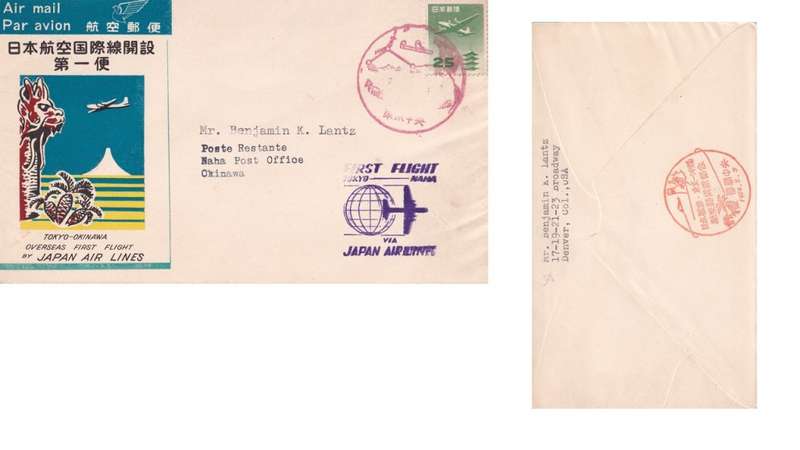 Air mail
Par avion 航空郵便
日本航空国際線開設
第一便
TOKYO-OKINAWA
OVERSEAS FIRST FLIGHT
BY JAPAN AIR LINES
日本郵便
25
Mr. Benjamin K. Lantz
Poste Restante
Naha Post Office
Okinawa
FIRST FLIGHT
TOKYO NAHA
VIA
JAPAN AIR LINES
Mr. Benjamin K. Lantz
17-19-21-23 Broadway
Denver, Col., USA